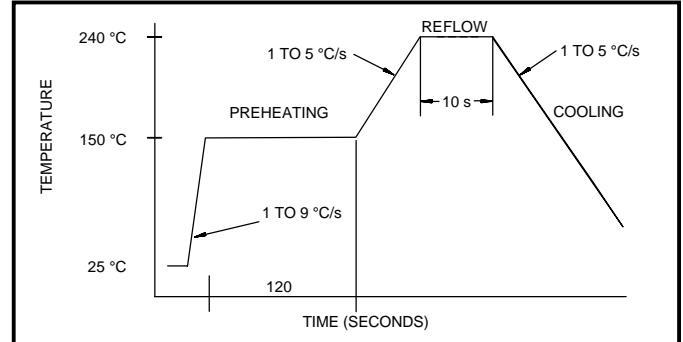 REFLOW
240 °C
1 TO 5 °C/s
1 TO 5 °C/s
10 s
PREHEATING
COOLING
TEMPERATURE
150 °C
1 TO 9 °C/s
25 °C
120
TIME (SECONDS)